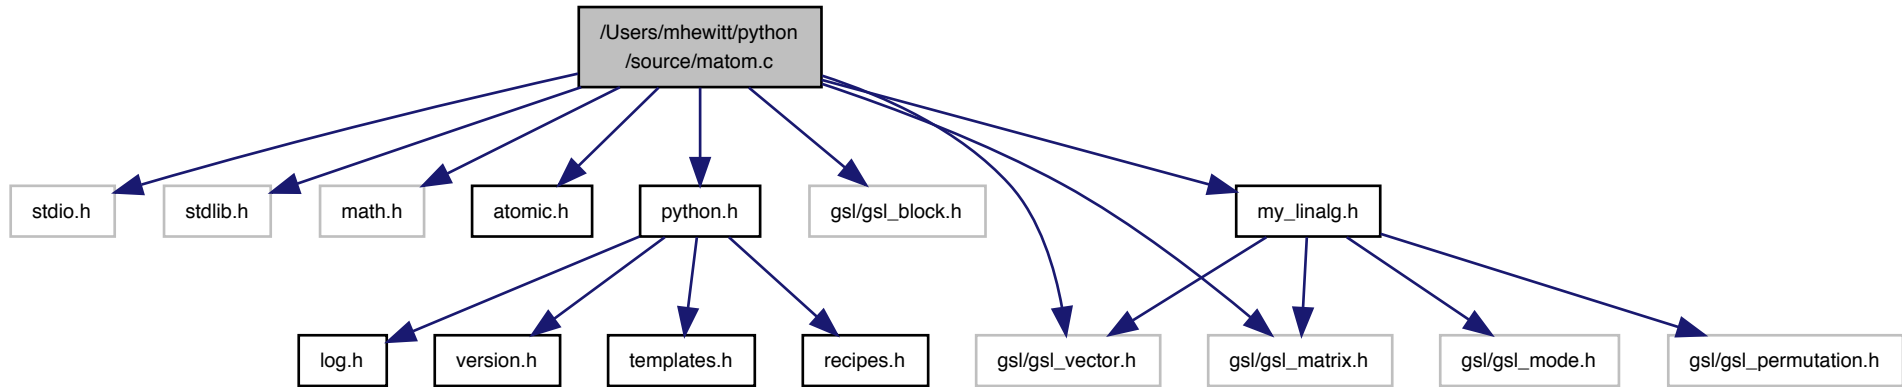 /Users/mhewitt/python
/source/matom.c
stdio.h
stdlib.h
math.h
atomic.h
python.h
gsl/gsl_block.h
my_linalg.h
log.h
version.h
templates.h
recipes.h
gsl/gsl_vector.h
gsl/gsl_matrix.h
gsl/gsl_mode.h
gsl/gsl_permutation.h